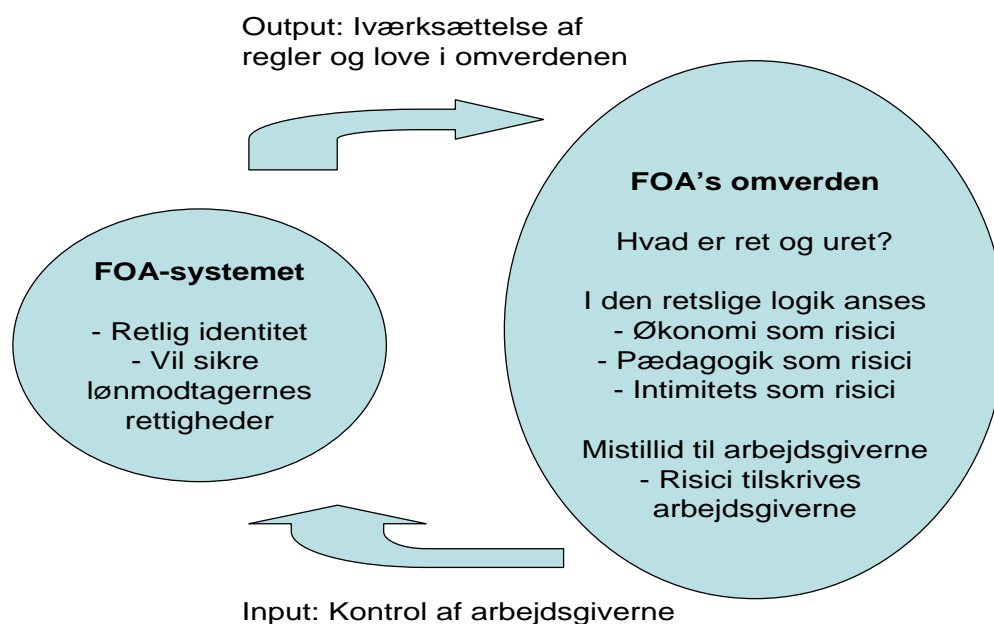 Output: Iværksættelse af
regler og love i omverdenen
FOA-systemet
- Retlig identitet
- Vil sikre
lønmodtagernes
rettigheder
FOA’s omverden
Hvad er ret og uret?
I den retslige logik anses
- Økonomi som risici
- Pædagogik som risici
- Intimitets som risici
Mistillid til arbejdsgiverne
- Risici tilskrives
arbejdsgiverne
Input: Kontrol af arbejdsgiverne